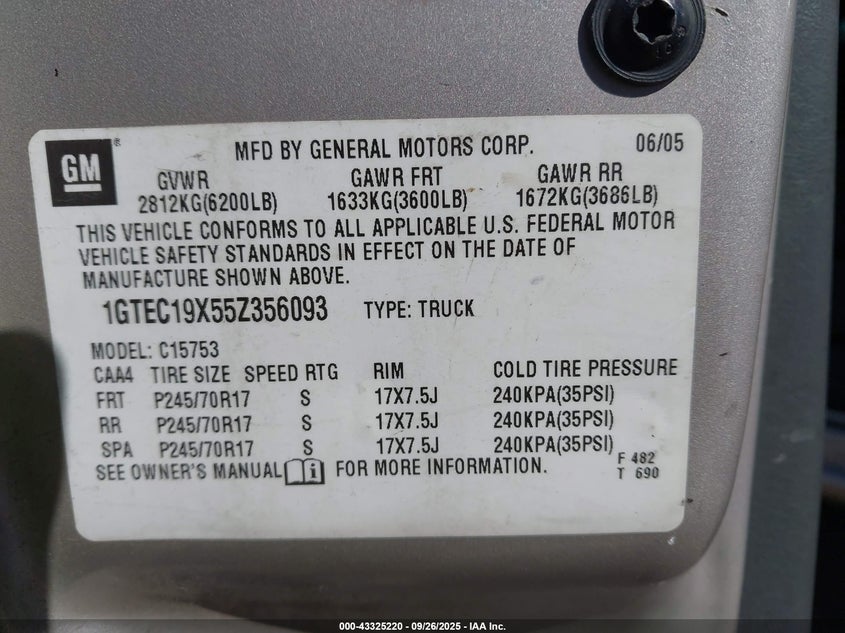 GM®
MFD BY GENERAL MOTORS CORP. 06/05
GVWR GAWR FRT GAWR RR
2812KG(6200LB) 1633KG(3600LB) 1672KG(3686LB)
THIS VEHICLE CONFORMS TO ALL APPLICABLE U.S. FEDERAL MOTOR
VEHICLE SAFETY STANDARDS IN EFFECT ON THE DATE OF
MANUFACTURE SHOWN ABOVE.
1GTEC19X55Z356093 TYPE: TRUCK
MODEL: C15753
CAA4 TIRE SIZE SPEED RTG RIM COLD TIRE PRESSURE
FRT P245/70R17 S 17X7.5J 240KPA(35PSI)
RR P245/70R17 S 17X7.5J 240KPA(35PSI)
SPA P245/70R17 S 17X7.5J 240KPA(35PSI)
SEE OWNER'S MANUAL i FOR MORE INFORMATION.
F 482
T 690
000-43325220 - 09/26/2025 - IAA Inc.